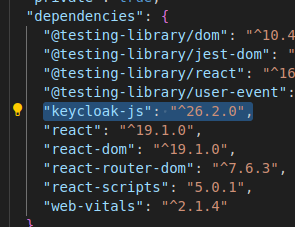 "private": true,
"dependencies": {
"@testing-library/dom": "^10.4
"@testing-library/jest-dom": "^
"@testing-library/react": "^16
"@testing-library/user-event":
"keycloak-js": "^26.2.0",
"react": "^19.1.0",
"react-dom": "^19.1.0",
"react-router-dom": "^7.6.3",
"react-scripts": "5.0.1",
"web-vitals": "^2.1.4"
}